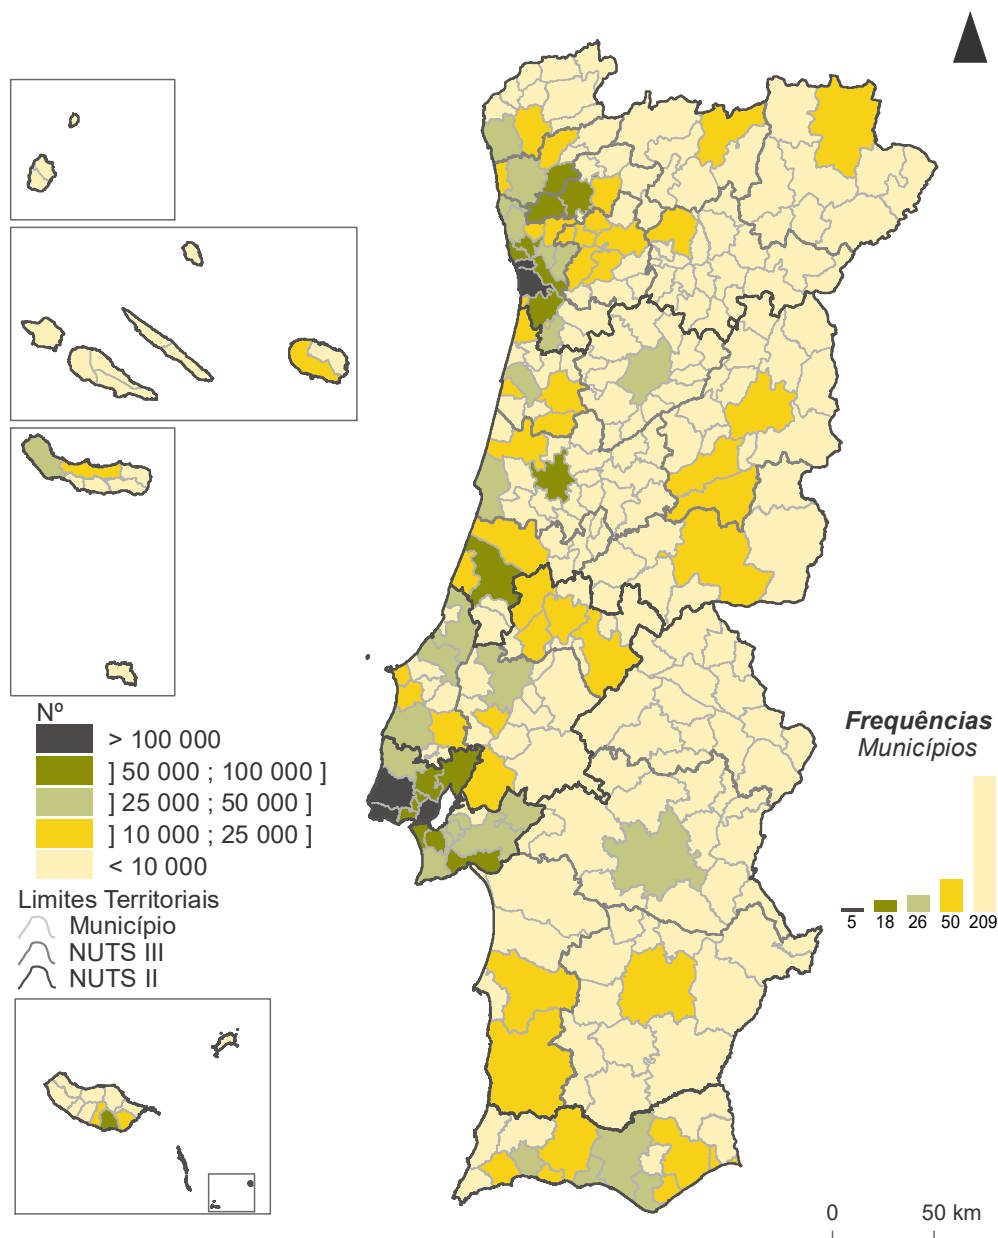 Nº
> 100 000
] 50 000 ; 100 000 ]
] 25 000 ; 50 000 ]
] 10 000 ; 25 000 ]
< 10 000
Limites Territoriais
Município
NUTS III
NUTS II
Frequências
Municípios
5 18 26 50 209
0 50 km